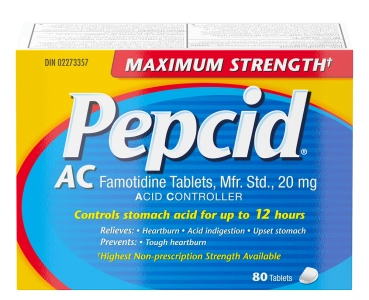 DIN 02273357
MAXIMUM STRENGTH†
Pepcid®
AC Famotidine Tablets, Mfr. Std., 20 mg
ACID CONTROLLER
Controls stomach acid for up to 12 hours
Relieves: • Heartburn • Acid indigestion • Upset stomach
Prevents: • Tough heartburn
†Highest Non-prescription Strength Available
80 Tablets